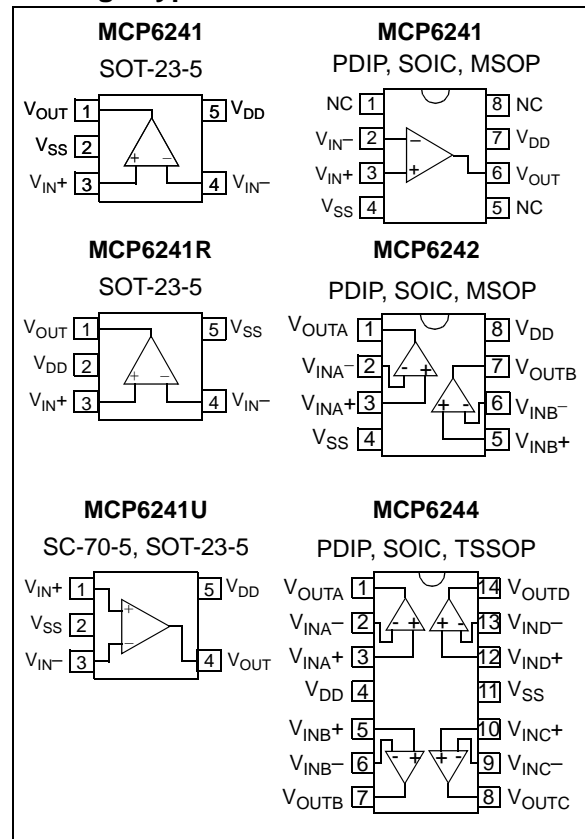 MCP6241
SOT-23-5
VOUT 1
5 VDD
VSS 2
+ –
VIN+ 3
4 VIN–
MCP6241
PDIP, SOIC, MSOP
NC 1
8 NC
VIN– 2
–
7 VDD
VIN+ 3
+
6 VOUT
VSS 4
5 NC
MCP6241R
SOT-23-5
VOUT 1
5 VSS
VDD 2
+ –
VIN+ 3
4 VIN–
MCP6242
PDIP, SOIC, MSOP
VOUTA 1
8 VDD
VINA– 2
- +
7 VOUTB
VINA+ 3
+ -
6 VINB–
VSS 4
5 VINB+
MCP6241U
SC-70-5, SOT-23-5
VIN+ 1
+
5 VDD
VSS 2
VIN– 3
–
4 VOUT
MCP6244
PDIP, SOIC, TSSOP
VOUTA 1
14 VOUTD
VINA– 2
- +
+ -
13 VIND–
VINA+ 3
12 VIND+
VDD 4
11 VSS
VINB+ 5
10 VINC+
VINB– 6
- +
+ -
9 VINC–
VOUTB 7
8 VOUTC